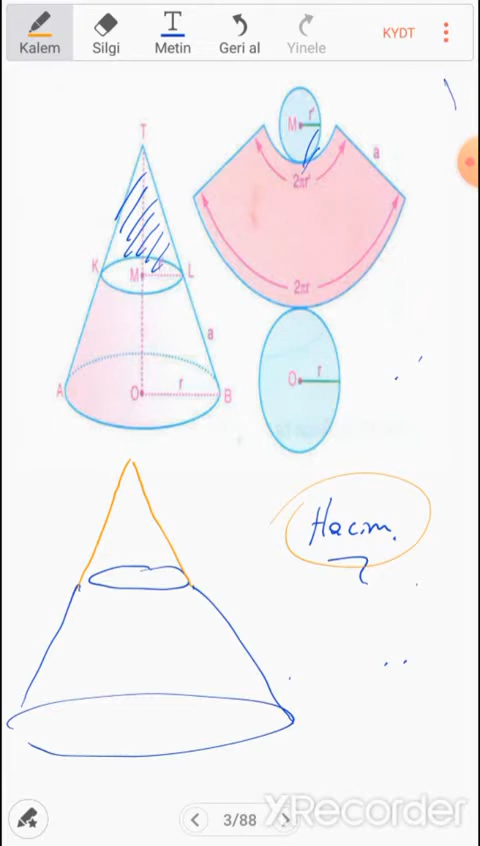 Kalem Silgi Metin Geri al Yinele KYDT
T
K M L
a
A O r B
M r'
2πr'
a
2πr
O r
Hacim.
3/88
XRecorder